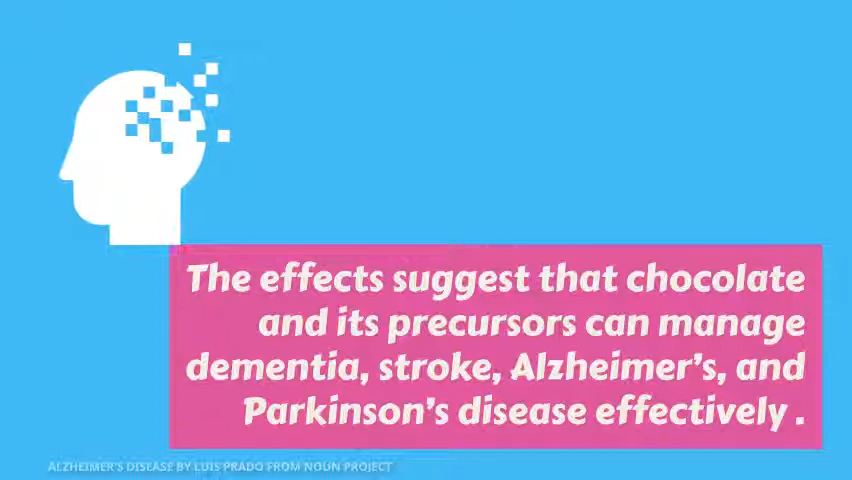 The effects suggest that chocolate
and its precursors can manage
dementia, stroke, Alzheimer's, and
Parkinson's disease effectively .
ALZHEIMER'S DISEASE BY LUIS PRADO FROM NOUN PROJECT